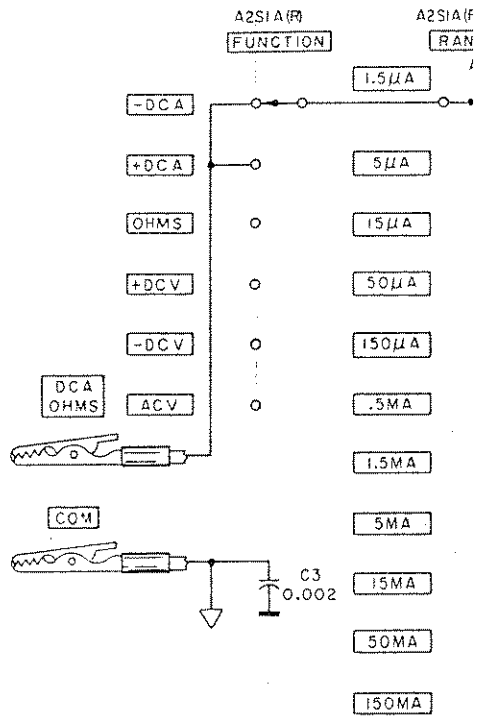 A2S1A(R)
A2S1A(F
FUNCTION
RAN
1.5µA
-DCA
+DCA
5µA
OHMS
15µA
+DCV
50µA
-DCV
150µA
DCA
OHMS
ACV
.5MA
1.5MA
COM
5MA
C3
0.002
15MA
50MA
150MA